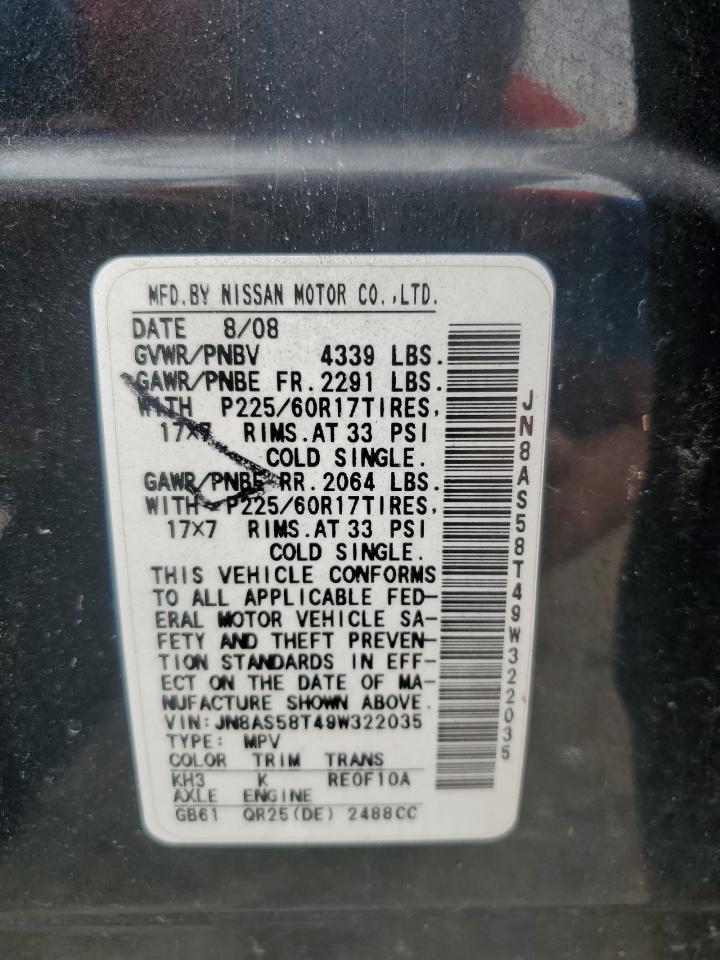 MFD.BY NISSAN MOTOR CO.,LTD.
DATE 8/08
GVWR/PNBV 4339 LBS.
GAWR/PNBE FR.2291 LBS.
WITH P225/60R17TIRES,
17X7 RIMS.AT 33 PSI
COLD SINGLE.
GAWR/PNBE RR.2064 LBS.
WITH P225/60R17TIRES,
17X7 RIMS.AT 33 PSI
COLD SINGLE.
THIS VEHICLE CONFORMS
TO ALL APPLICABLE FED-
ERAL MOTOR VEHICLE SA-
FETY AND THEFT PREVEN-
TION STANDARDS IN EFF-
ECT ON THE DATE OF MA-
NUFACTURE SHOWN ABOVE.
VIN:JN8AS58T49W322035
TYPE: MPV
COLOR TRIM TRANS
KH3 K RE0F10A
AXLE ENGINE
GB61 QR25(DE) 2488CC
JN8AS58T49W322035